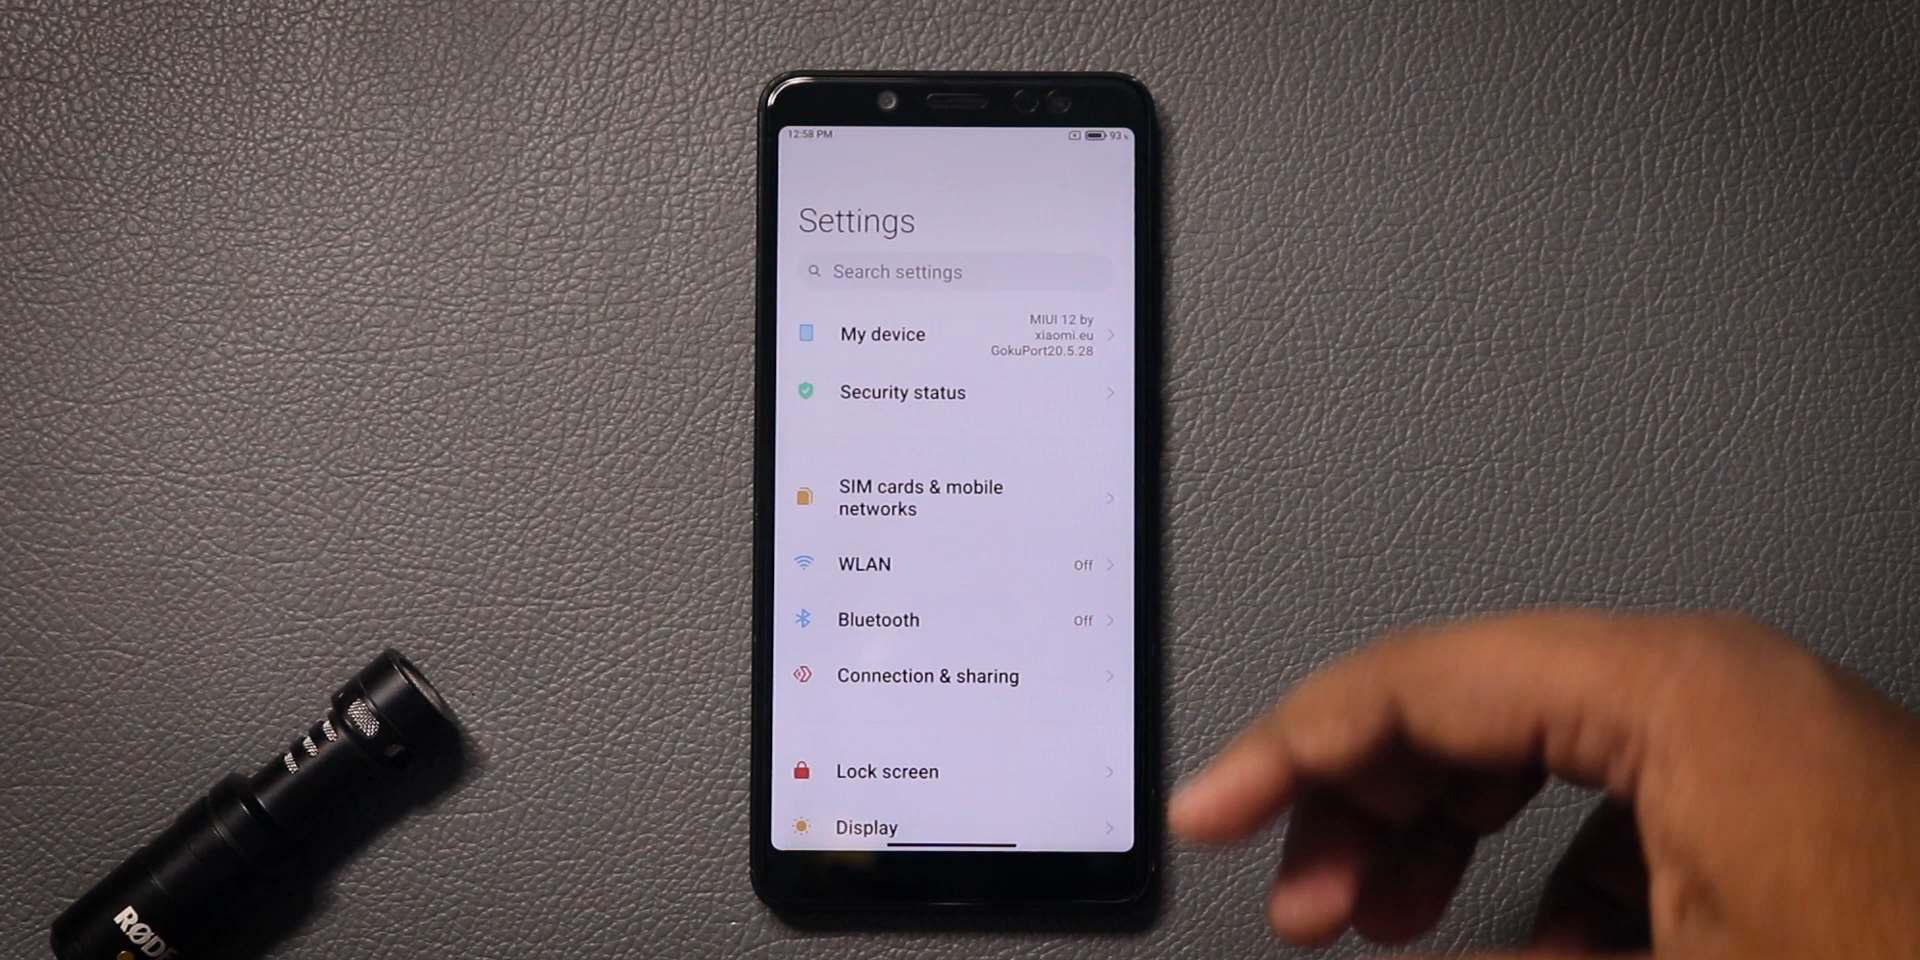 12:58 PM
93
Settings
Search settings
My device
MIUI 12 by
xiaomi.eu
GokuPort20.5.28
Security status
SIM cards & mobile
networks
WLAN
Off
Bluetooth
Off
Connection & sharing
Lock screen
Display
RØDE